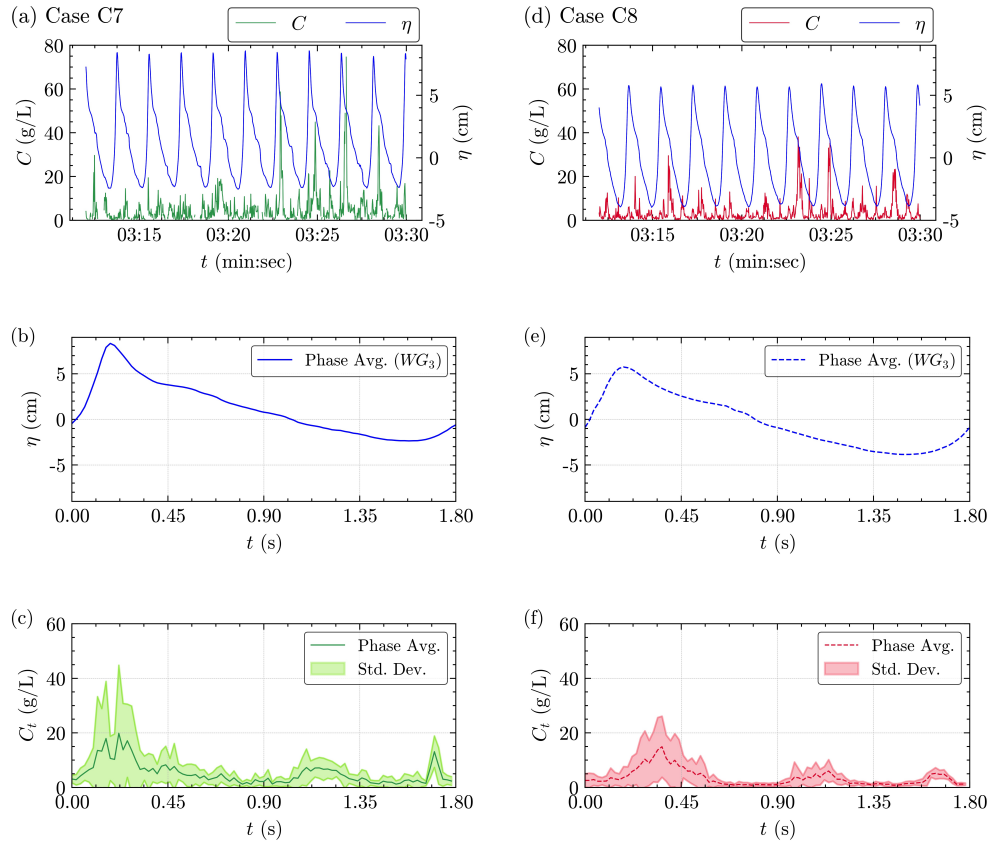 (a) Case C7
C η
80
60
40
20
0
C (g/L)
5
0
-5
η (cm)
03:15 03:20 03:25 03:30
t (min:sec)
(d) Case C8
C η
80
60
40
20
0
C (g/L)
5
0
-5
η (cm)
03:15 03:20 03:25 03:30
t (min:sec)
(b)
Phase Avg. (WG₃)
5
0
-5
η (cm)
0.00 0.45 0.90 1.35 1.80
t (s)
(e)
Phase Avg. (WG₃)
5
0
-5
η (cm)
0.00 0.45 0.90 1.35 1.80
t (s)
(c)
Phase Avg.
Std. Dev.
60
40
20
0
Cₜ (g/L)
0.00 0.45 0.90 1.35 1.80
t (s)
(f)
Phase Avg.
Std. Dev.
60
40
20
0
Cₜ (g/L)
0.00 0.45 0.90 1.35 1.80
t (s)